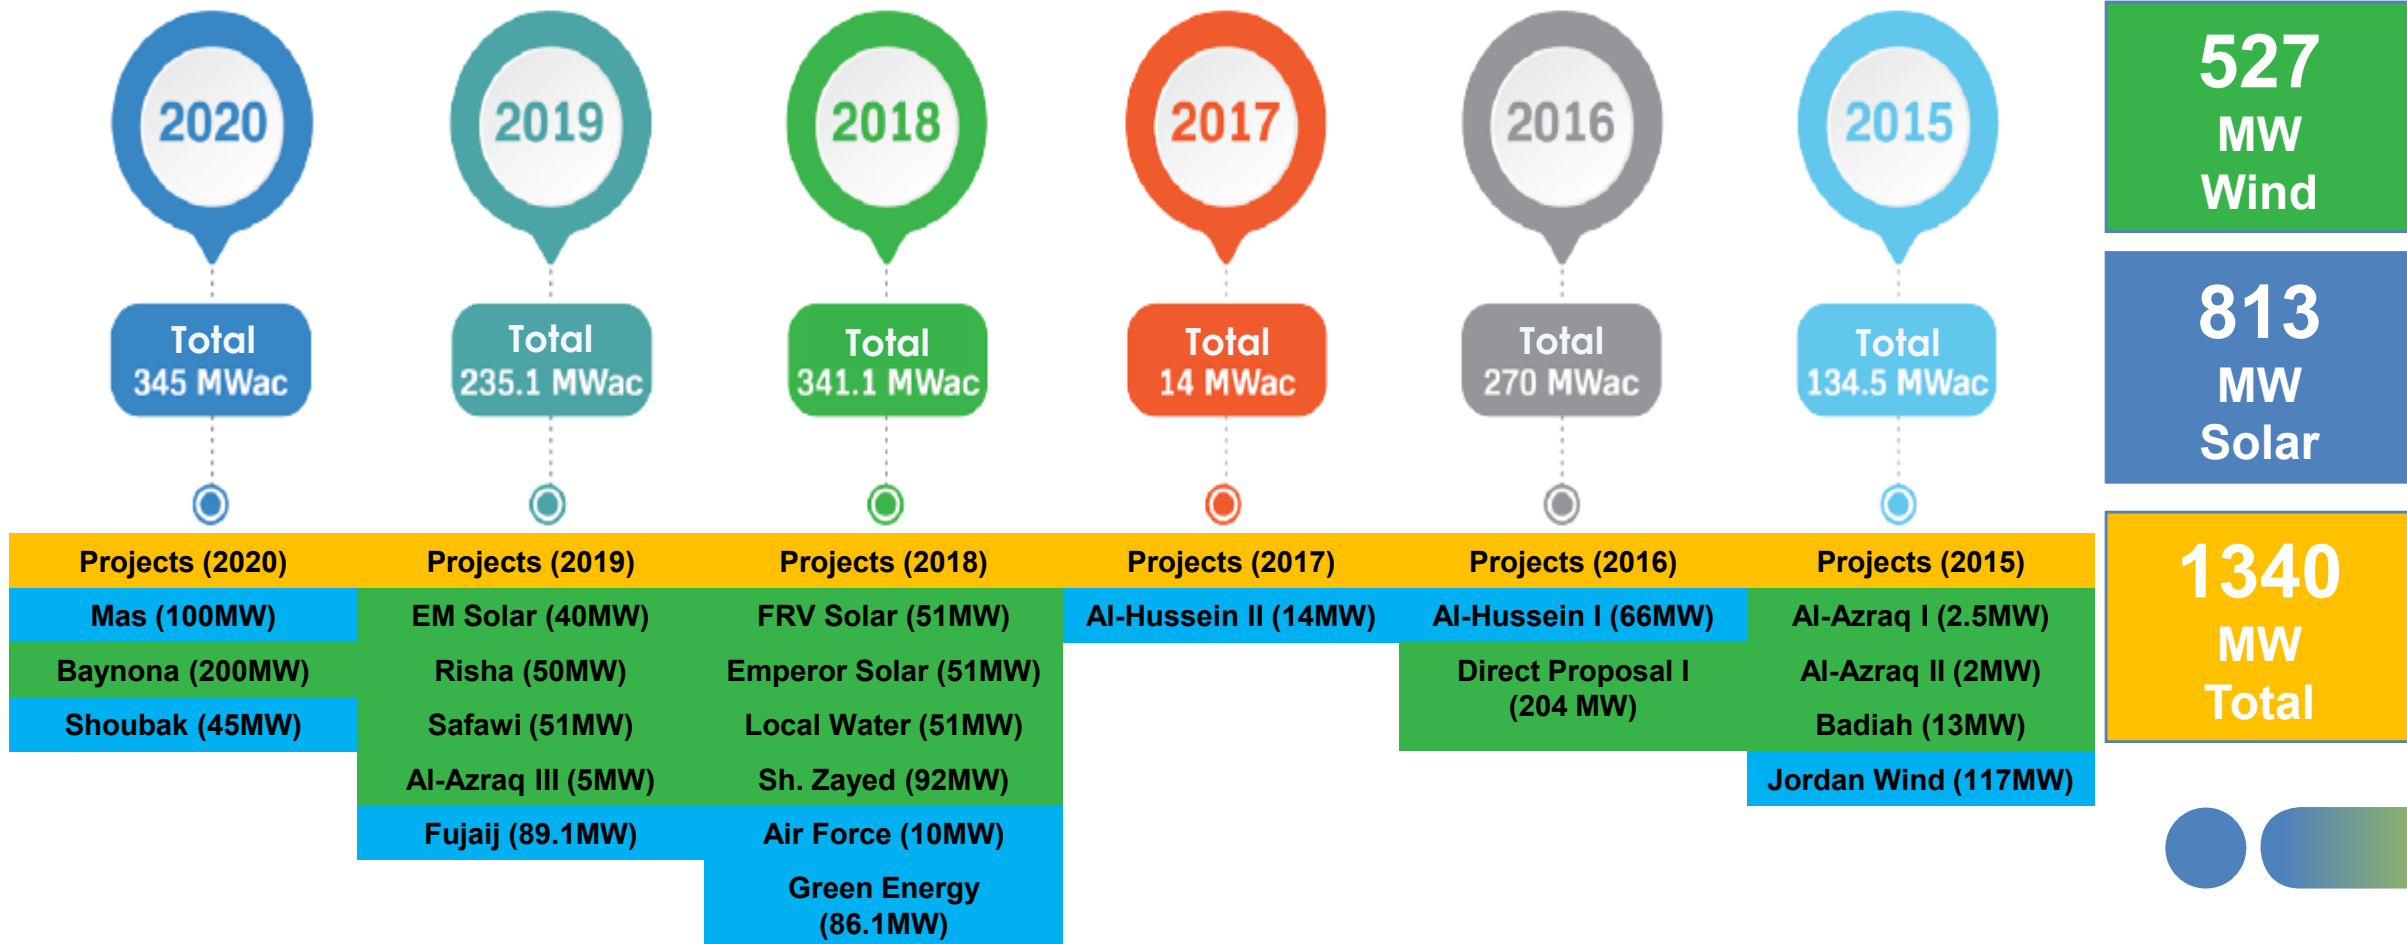 2020
2019
2018
2017
2016
2015
Total
345 MWac
Total
235.1 MWac
Total
341.1 MWac
Total
14 MWac
Total
270 MWac
Total
134.5 MWac
Projects (2020)
Mas (100MW)
Baynona (200MW)
Shoubak (45MW)
Projects (2019)
EM Solar (40MW)
Risha (50MW)
Safawi (51MW)
Al-Azraq III (5MW)
Fujaij (89.1MW)
Projects (2018)
FRV Solar (51MW)
Emperor Solar (51MW)
Local Water (51MW)
Sh. Zayed (92MW)
Air Force (10MW)
Green Energy
(86.1MW)
Projects (2017)
Al-Hussein II (14MW)
Projects (2016)
Al-Hussein I (66MW)
Direct Proposal I
(204 MW)
Projects (2015)
Al-Azraq I (2.5MW)
Al-Azraq II (2MW)
Badiah (13MW)
Jordan Wind (117MW)
527
MW
Wind
813
MW
Solar
1340
MW
Total